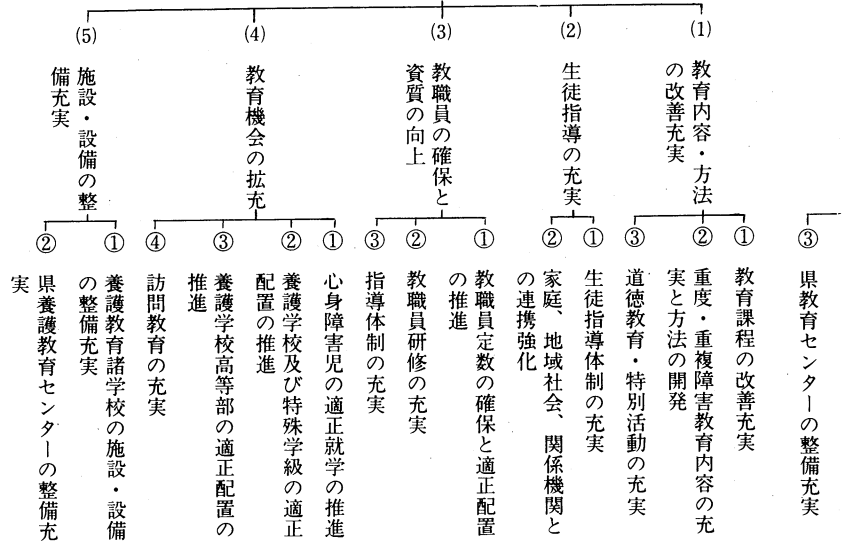 ③
県教育センターの整備充実
(1)
教育内容・方法
の改善充実
①
教育課程の改善充実
②
重度・重複障害教育内容の充
実と方法の開発
③
道徳教育・特別活動の充実
(2)
生徒指導の充実
①
生徒指導体制の充実
②
家庭、地域社会、関係機関と
の連携強化
(3)
教職員の確保と
資質の向上
①
教職員定数の確保と適正配置
の推進
②
教職員研修の充実
③
指導体制の充実
(4)
教育機会の拡充
①
心身障害児の適正就学の推進
②
養護学校及び特殊学級の適正
配置の推進
③
養護学校高等部の適正配置の
推進
④
訪問教育の充実
(5)
施設・設備の整
備充実
①
養護教育諸学校の施設・設備
の整備充実
②
県養護教育センターの整備充
実